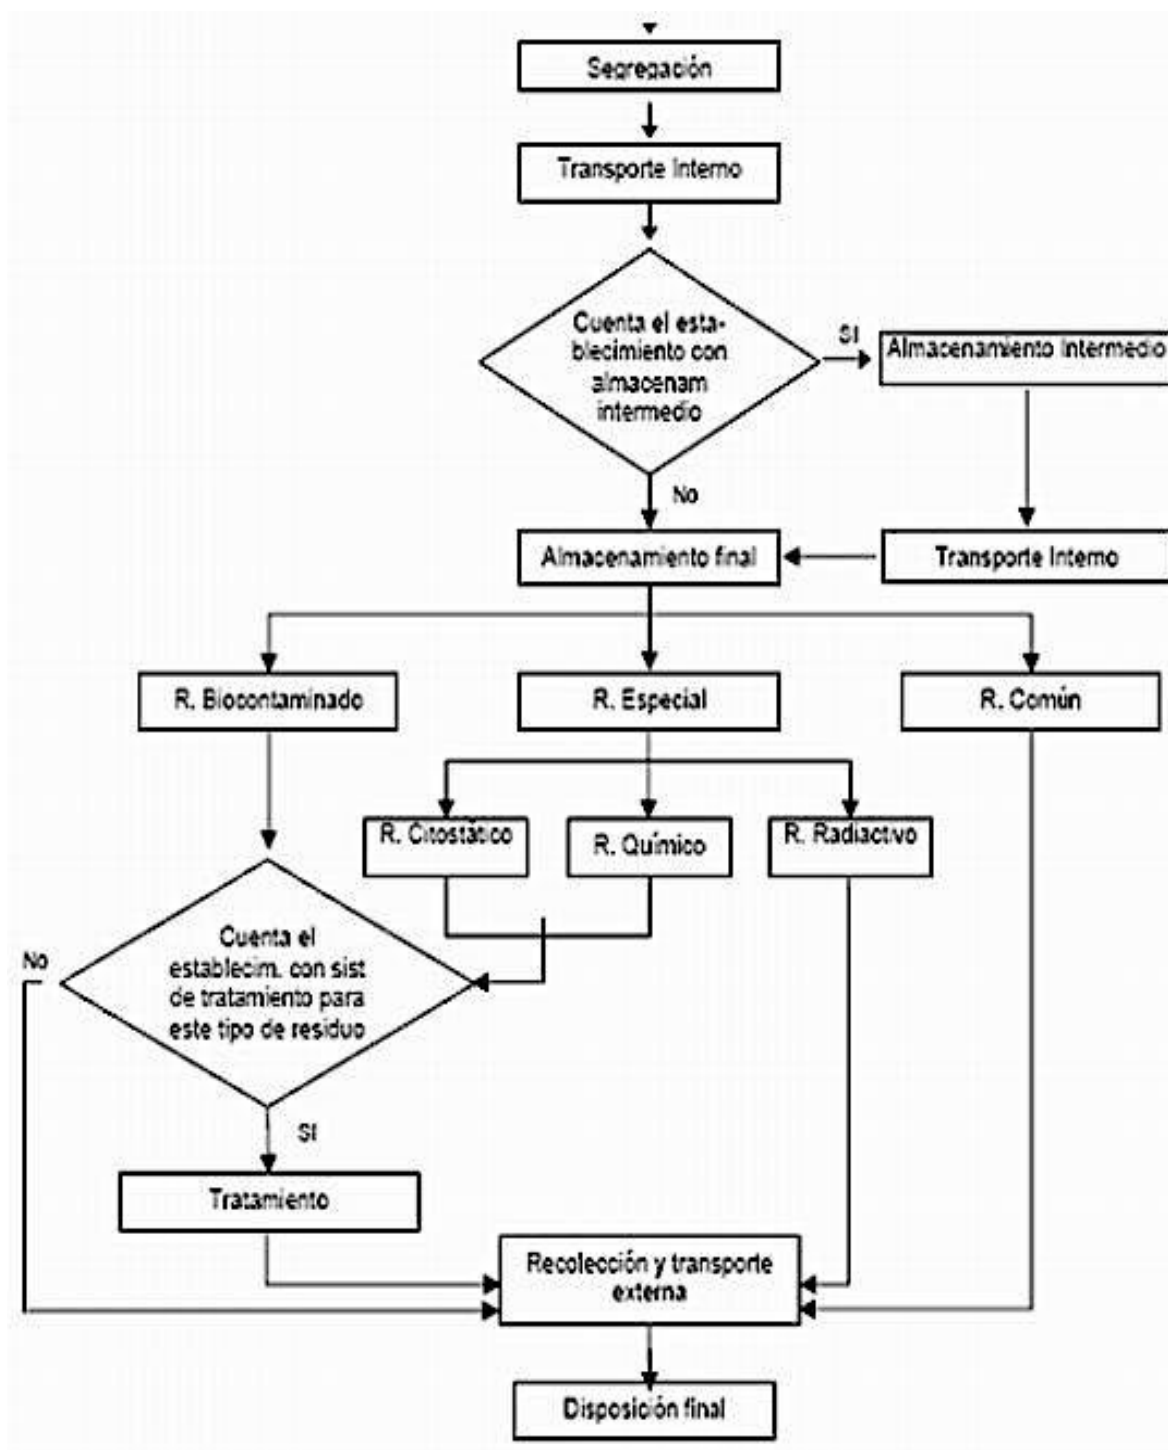 Segregación
Transporte Interno
Cuenta el esta-
blecimiento con
almacenam
intermedio
SI
Almacenamiento Intermedio
No
Almacenamiento final
Transporte Interno
R. Biocontaminado
R. Especial
R. Común
R. Citostático
R. Químico
R. Radiactivo
No
Cuenta el
establecim. con sist
de tratamiento para
este tipo de residuo
SI
Tratamiento
Recolección y transporte
externa
Disposición final